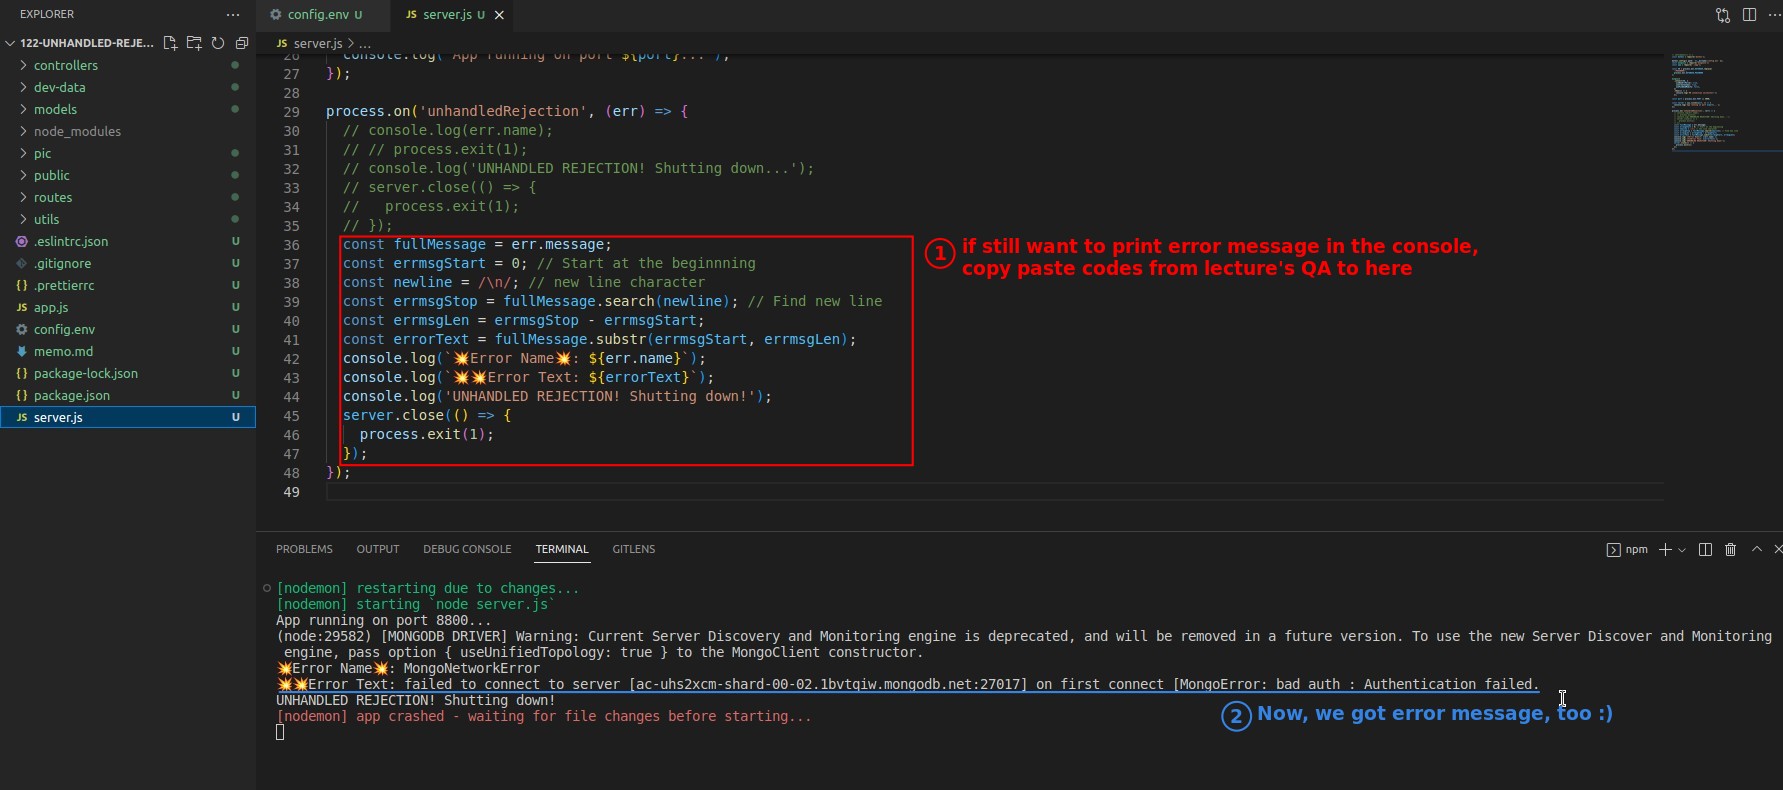 EXPLORER
122-UNHANDLED-REJE...
controllers
dev-data
models
node_modules
pic
public
routes
utils
.eslintrc.json U
.gitignore U
{ } .prettierrc U
JS app.js U
config.env U
memo.md U
{ } package-lock.json U
{ } package.json U
JS server.js U
config.env U
JS server.js U
JS server.js > ...
26 console.log(`App running on port ${port}...`);
27 });
28
29 process.on('unhandledRejection', (err) => {
30 // console.log(err.name);
31 // // process.exit(1);
32 // console.log('UNHANDLED REJECTION! Shutting down...');
33 // server.close(() => {
34 //   process.exit(1);
35 // });
36 const fullMessage = err.message;
37 const errmsgStart = 0; // Start at the beginnning
38 const newline = /\n/; // new line character
39 const errmsgStop = fullMessage.search(newline); // Find new line
40 const errmsgLen = errmsgStop - errmsgStart;
41 const errorText = fullMessage.substr(errmsgStart, errmsgLen);
42 console.log(`💥Error Name💥: ${err.name}`);
43 console.log(`💥💥Error Text: ${errorText}`);
44 console.log('UNHANDLED REJECTION! Shutting down!');
45 server.close(() => {
46 process.exit(1);
47 });
48 });
49
1 if still want to print error message in the console,
copy paste codes from lecture's QA to here
PROBLEMS OUTPUT DEBUG CONSOLE TERMINAL GITLENS
npm
[nodemon] restarting due to changes...
[nodemon] starting `node server.js`
App running on port 8800...
(node:29582) [MONGODB DRIVER] Warning: Current Server Discovery and Monitoring engine is deprecated, and will be removed in a future version. To use the new Server Discover and Monitoring
engine, pass option { useUnifiedTopology: true } to the MongoClient constructor.
💥Error Name💥: MongoNetworkError
💥💥Error Text: failed to connect to server [ac-uhs2xcm-shard-00-02.1bvtqiw.mongodb.net:27017] on first connect [MongoError: bad auth : Authentication failed.
UNHANDLED REJECTION! Shutting down!
[nodemon] app crashed - waiting for file changes before starting...
2 Now, we got error message, too :)